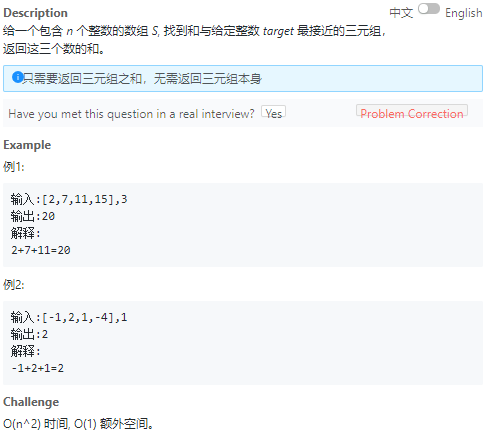 Description 中文 English
给一个包含 n 个整数的数组 S, 找到和与给定整数 target 最接近的三元组,
返回这三个数的和。
只需要返回三元组之和，无需返回三元组本身
Have you met this question in a real interview? Yes Problem Correction
Example
例1:
输入:[2,7,11,15],3
输出:20
解释:
2+7+11=20
例2:
输入:[-1,2,1,-4],1
输出:2
解释:
-1+2+1=2
Challenge
O(n^2) 时间, O(1) 额外空间。